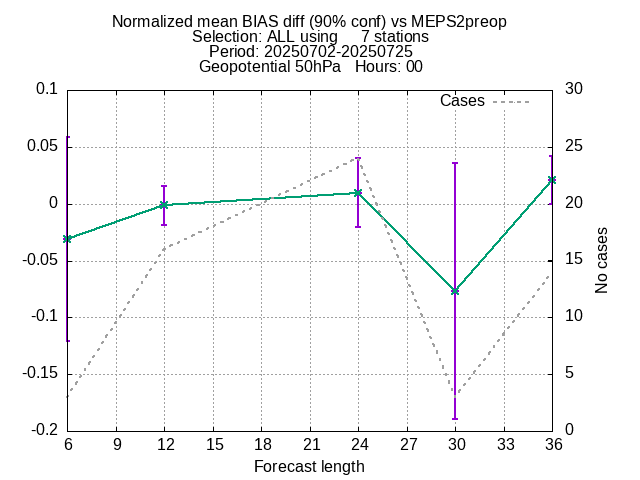 Normalized mean BIAS diff (90% conf) vs MEPS2preop
Selection: ALL using     7 stations
Period: 20250702-20250725
Geopotential 50hPa   Hours: 00
Cases
0.1
0.05
0
-0.05
-0.1
-0.15
-0.2
30
25
20
15
10
5
0
No cases
6 9 12 15 18 21 24 27 30 33 36
Forecast length